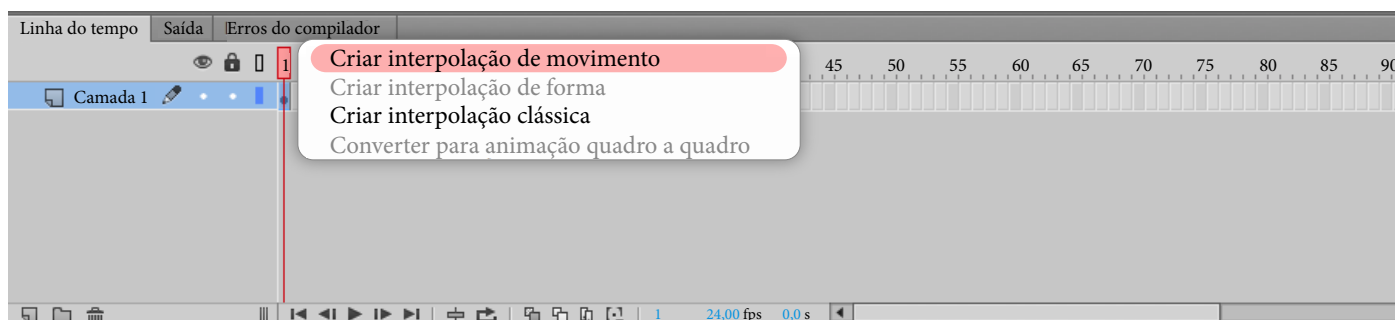 Linha do tempo Saída Erros do compilador
1 45 50 55 60 65 70 75 80 85 90
Criar interpolação de movimento
Criar interpolação de forma
Camada 1
Criar interpolação clássica
Converter para animação quadro a quadro
1 24,00 fps 0,0 s